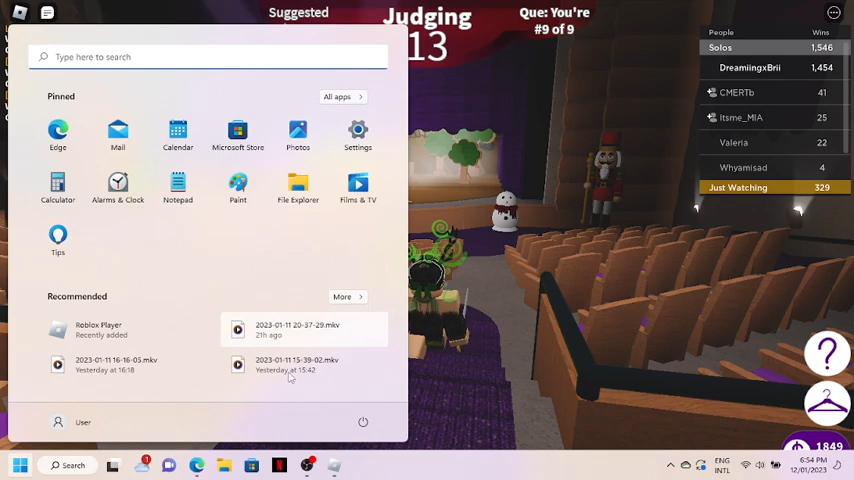 Suggested
Judging
13
Que: You're
#9 of 9
People
Wins
Solos
1,546
DreamiingxBrii
1,454
CMERTb
41
Itsme_MIA
25
Valeria
22
Whyamisad
4
Just Watching
329
Type here to search
Pinned
All apps
Edge
Mail
Calendar
Microsoft Store
Photos
Settings
Calculator
Alarms & Clock
Notepad
Paint
File Explorer
Films & TV
Tips
Recommended
More
Roblox Player
Recently added
2023-01-11 20-37-29.mkv
21h ago
2023-01-11 16-16-05.mkv
Yesterday at 16:18
2023-01-11 15-39-02.mkv
Yesterday at 15:42
User
?
1849
Search
1
N
ENG
INTL
6:54 PM
12/01/2023